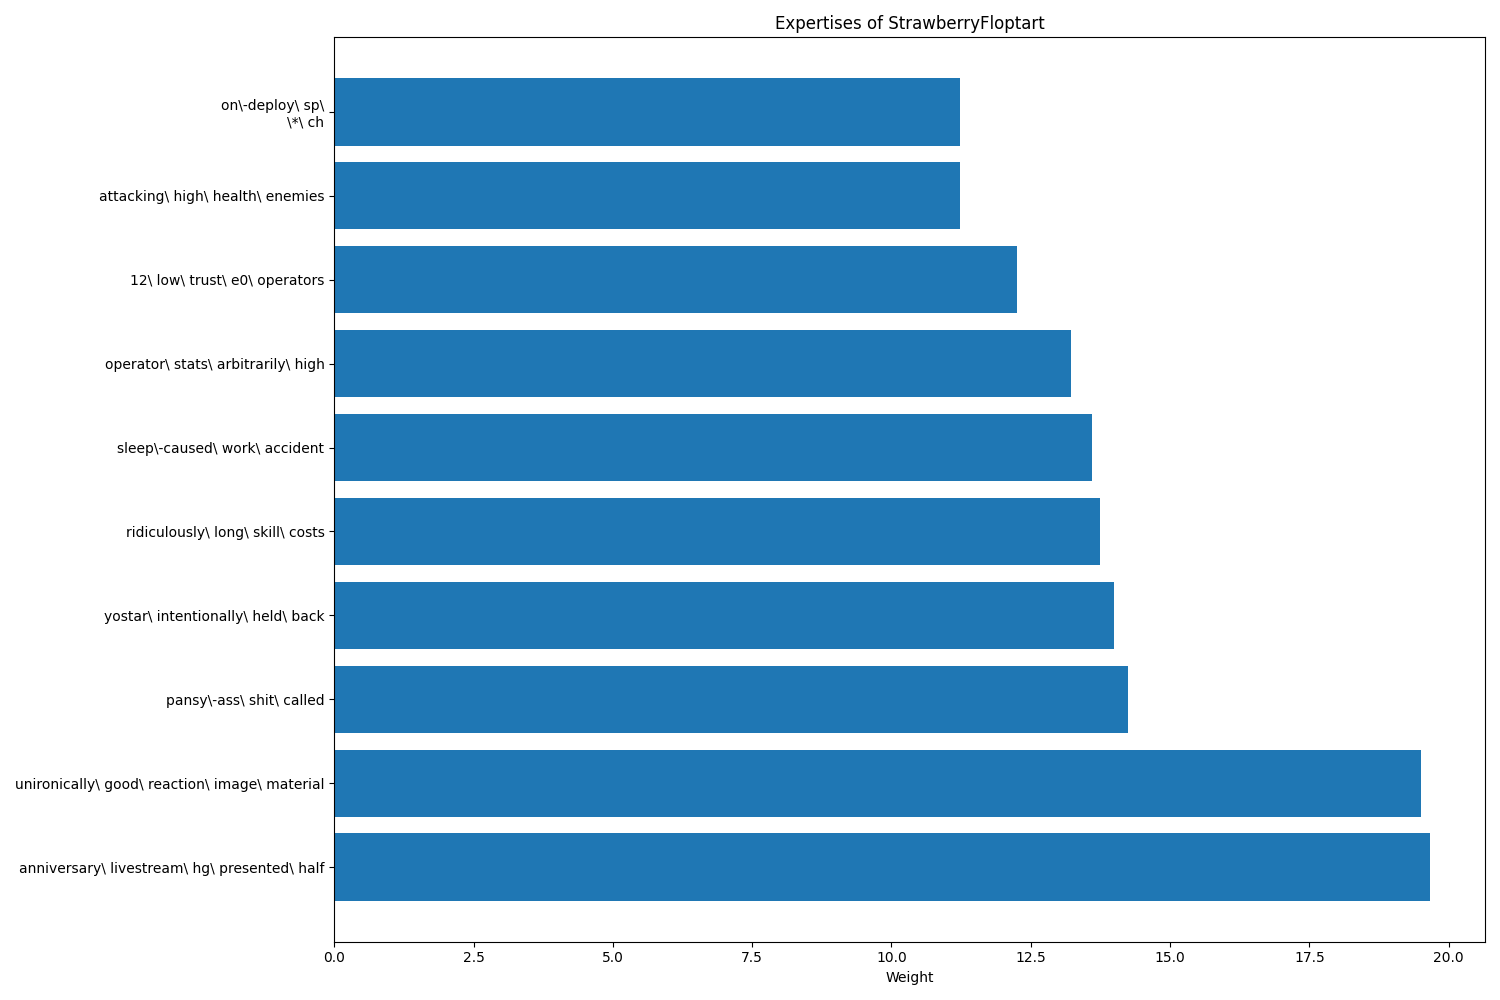 Expertises of StrawberryFloptart
on\-deploy\ sp\
\*\ ch
attacking\ high\ health\ enemies
12\ low\ trust\ e0\ operators
operator\ stats\ arbitrarily\ high
sleep\-caused\ work\ accident
ridiculously\ long\ skill\ costs
yostar\ intentionally\ held\ back
pansy\-ass\ shit\ called
unironically\ good\ reaction\ image\ material
anniversary\ livestream\ hg\ presented\ half
0.0 2.5 5.0 7.5 10.0 12.5 15.0 17.5 20.0
Weight